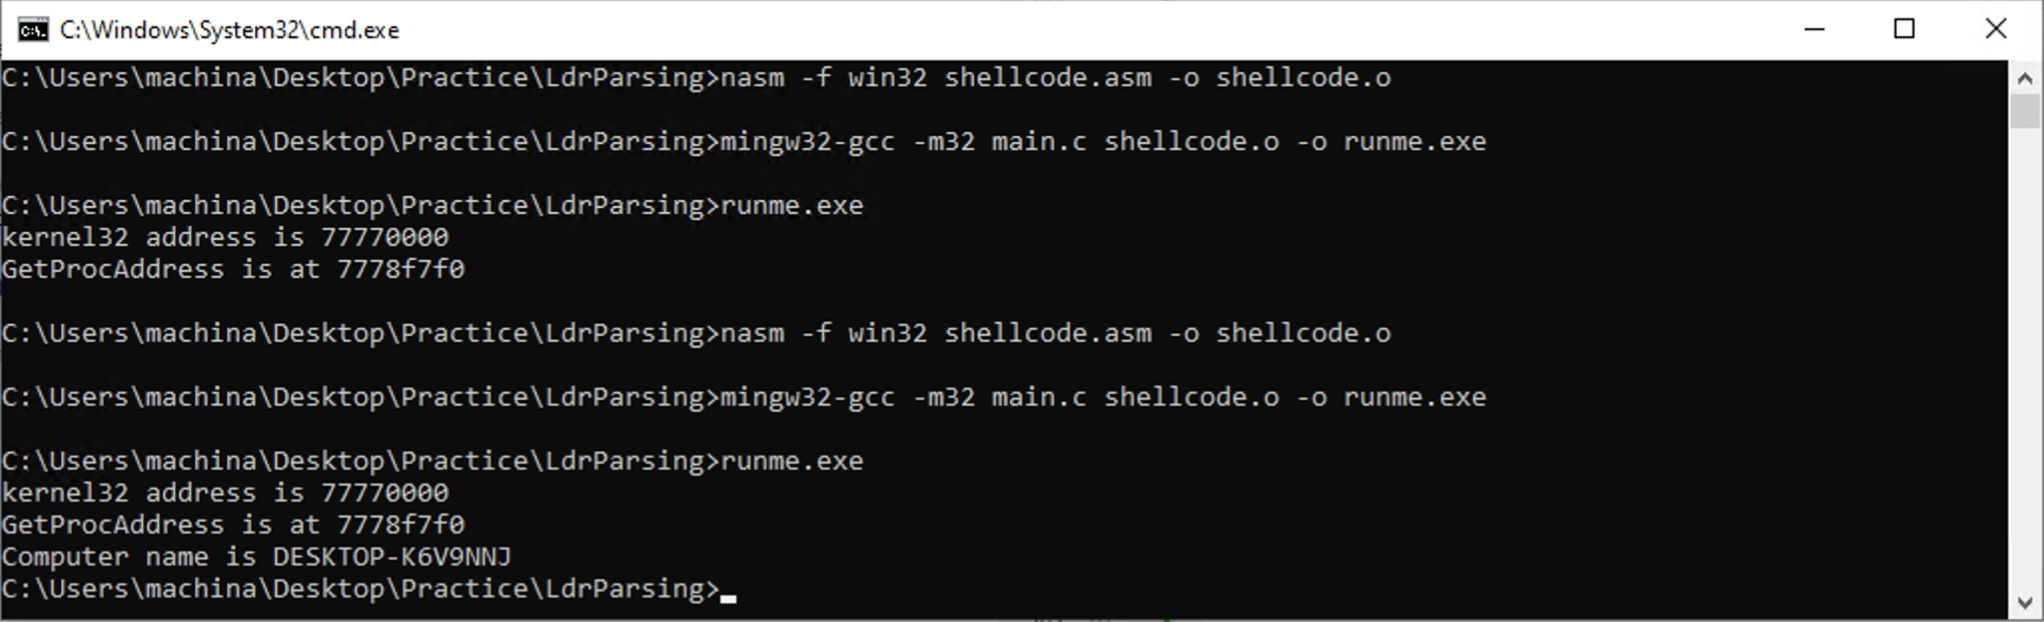 C:\Windows\System32\cmd.exe
C:\Users\machina\Desktop\Practice\LdrParsing>nasm -f win32 shellcode.asm -o shellcode.o
C:\Users\machina\Desktop\Practice\LdrParsing>mingw32-gcc -m32 main.c shellcode.o -o runme.exe
C:\Users\machina\Desktop\Practice\LdrParsing>runme.exe
kernel32 address is 77770000
GetProcAddress is at 7778f7f0
C:\Users\machina\Desktop\Practice\LdrParsing>nasm -f win32 shellcode.asm -o shellcode.o
C:\Users\machina\Desktop\Practice\LdrParsing>mingw32-gcc -m32 main.c shellcode.o -o runme.exe
C:\Users\machina\Desktop\Practice\LdrParsing>runme.exe
kernel32 address is 77770000
GetProcAddress is at 7778f7f0
Computer name is DESKTOP-K6V9NNJ
C:\Users\machina\Desktop\Practice\LdrParsing>